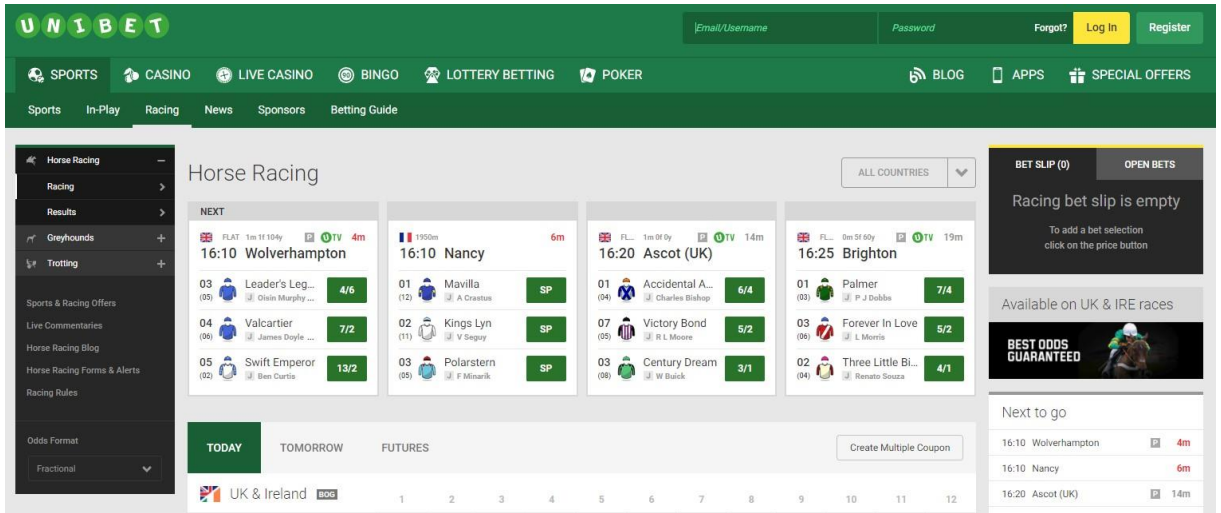 UNIBET
Email/Username Password Forgot? Log In Register
SPORTS CASINO LIVE CASINO BINGO LOTTERY BETTING POKER BLOG APPS SPECIAL OFFERS
Sports In-Play Racing News Sponsors Betting Guide
Horse Racing
Racing
Results
Greyhounds
Trotting
Sports & Racing Offers
Live Commentaries
Horse Racing Blog
Horse Racing Forms & Alerts
Racing Rules
Odds Format
Fractional
Horse Racing
ALL COUNTRIES
NEXT
FLAT 1m 1f 104y P UTV 4m
16:10 Wolverhampton
03 Leader's Leg... 4/6
(05) J Oisin Murphy ...
04 Valcartier 7/2
(06) J James Doyle ...
05 Swift Emperor 13/2
(02) J Ben Curtis
1950m 6m
16:10 Nancy
01 Mavilla SP
(12) J A Crastus
02 Kings Lyn SP
(11) J V Seguy
03 Polarstern SP
(05) J F Minarik
FL... 1m 0f 0y P UTV 14m
16:20 Ascot (UK)
01 Accidental A... 6/4
(04) J Charles Bishop
07 Victory Bond 5/2
(05) J R L Moore
03 Century Dream 3/1
(08) J W Buick
FL... 0m 5f 60y P UTV 19m
16:25 Brighton
01 Palmer 7/4
(03) J P J Dobbs
03 Forever In Love 5/2
(06) J L Morris
02 Three Little Bi... 4/1
(04) J Renato Souza
TODAY TOMORROW FUTURES Create Multiple Coupon
UK & Ireland BOG 1 2 3 4 5 6 7 8 9 10 11 12
BET SLIP (0) OPEN BETS
Racing bet slip is empty
To add a bet selection
click on the price button
Available on UK & IRE races
BEST ODDS
GUARANTEED
Next to go
16:10 Wolverhampton P 4m
16:10 Nancy 6m
16:20 Ascot (UK) P 14m